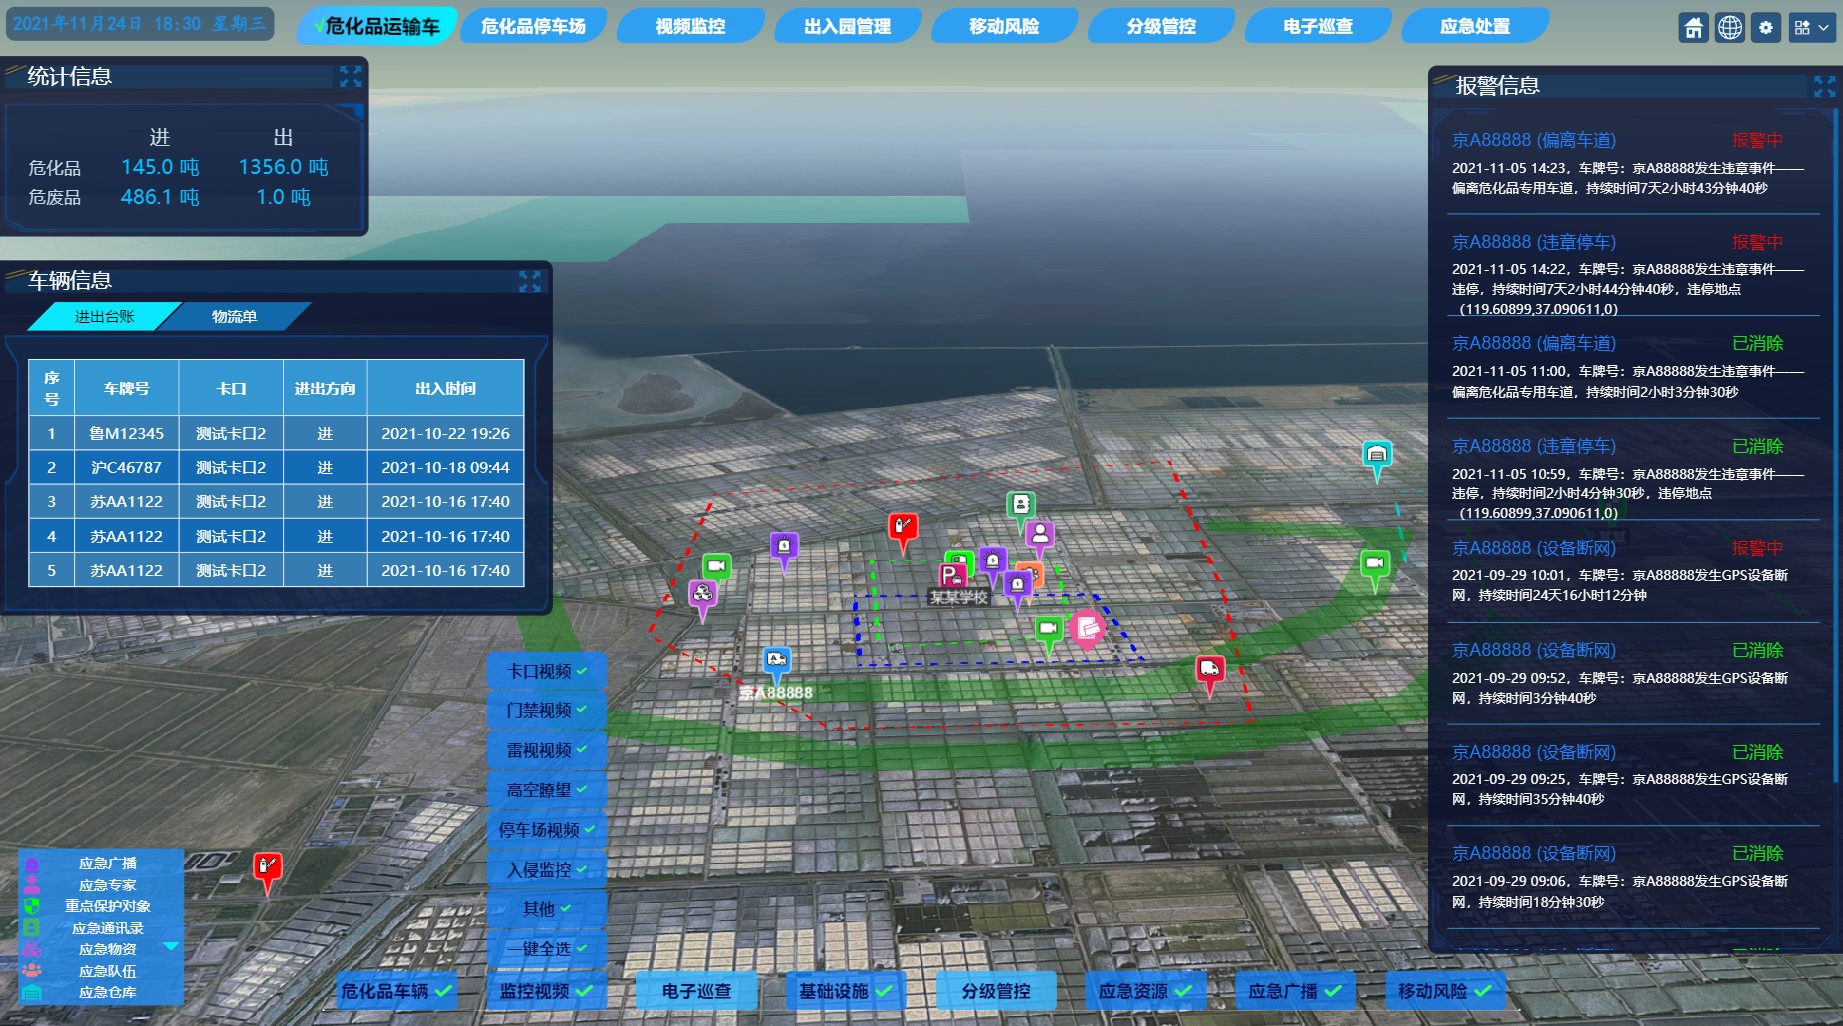 2021年11月24日 18:30 星期三
√危化品运输车
危化品停车场
视频监控
出入园管理
移动风险
分级管控
电子巡查
应急处置
统计信息
进 出
危化品 145.0 吨 1356.0 吨
危废品 486.1 吨 1.0 吨
车辆信息
进出台账 物流单
序号 车牌号 卡口 进出方向 出入时间
1 鲁M12345 测试卡口2 进 2021-10-22 19:26
2 沪C46787 测试卡口2 进 2021-10-18 09:44
3 苏AA1122 测试卡口2 进 2021-10-16 17:40
4 苏AA1122 测试卡口2 进 2021-10-16 17:40
5 苏AA1122 测试卡口2 进 2021-10-16 17:40
某某学校
京A88888
卡口视频
门禁视频
雷视视频
高空瞭望
停车场视频
入侵监控
其他
一键全选
应急广播
应急专家
重点保护对象
应急通讯录
应急物资
应急队伍
应急仓库
危化品车辆
监控视频
电子巡查
基础设施
分级管控
应急资源
应急广播
移动风险
报警信息
京A88888 (偏离车道) 报警中
2021-11-05 14:23，车牌号：京A88888发生违章事件——
偏离危化品专用车道，持续时间7天2小时43分钟40秒
京A88888 (违章停车) 报警中
2021-11-05 14:22，车牌号：京A88888发生违章事件——
违停，持续时间7天2小时44分钟40秒，违停地点
（119.60899,37.090611,0）
京A88888 (偏离车道) 已消除
2021-11-05 11:00，车牌号：京A88888发生违章事件——
偏离危化品专用车道，持续时间2小时3分钟30秒
京A88888 (违章停车) 已消除
2021-11-05 10:59，车牌号：京A88888发生违章事件——
违停，持续时间2小时4分钟30秒，违停地点
（119.60899,37.090611,0）
京A88888 (设备断网) 报警中
2021-09-29 10:01，车牌号：京A88888发生GPS设备断
网，持续时间24天16小时12分钟
京A88888 (设备断网) 已消除
2021-09-29 09:52，车牌号：京A88888发生GPS设备断
网，持续时间3分钟40秒
京A88888 (设备断网) 已消除
2021-09-29 09:25，车牌号：京A88888发生GPS设备断
网，持续时间35分钟40秒
京A88888 (设备断网) 已消除
2021-09-29 09:06，车牌号：京A88888发生GPS设备断
网，持续时间18分钟30秒